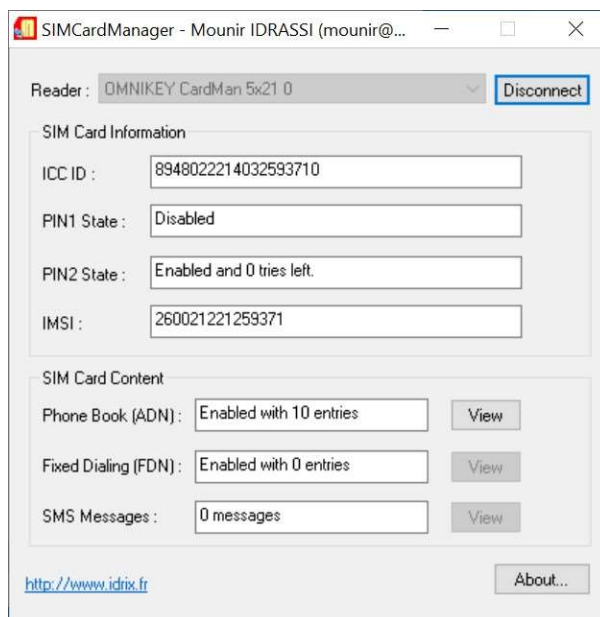 SIMCardManager - Mounir IDRASSI (mounir@...
Reader : OMNIKEY CardMan 5x21 0 Disconnect
SIM Card Information
ICC ID : 8948022214032593710
PIN1 State : Disabled
PIN2 State : Enabled and 0 tries left.
IMSI : 260021221259371
SIM Card Content
Phone Book (ADN) : Enabled with 10 entries View
Fixed Dialing (FDN) : Enabled with 0 entries View
SMS Messages : 0 messages View
http://www.idrix.fr About...